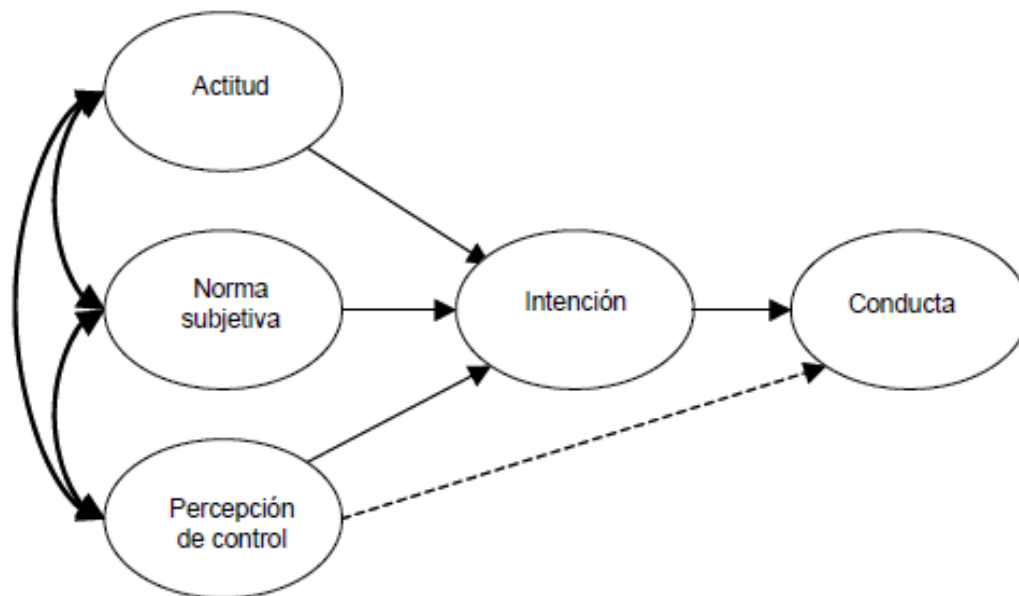 Actitud
Norma
subjetiva
Intención
Conducta
Percepción
de control